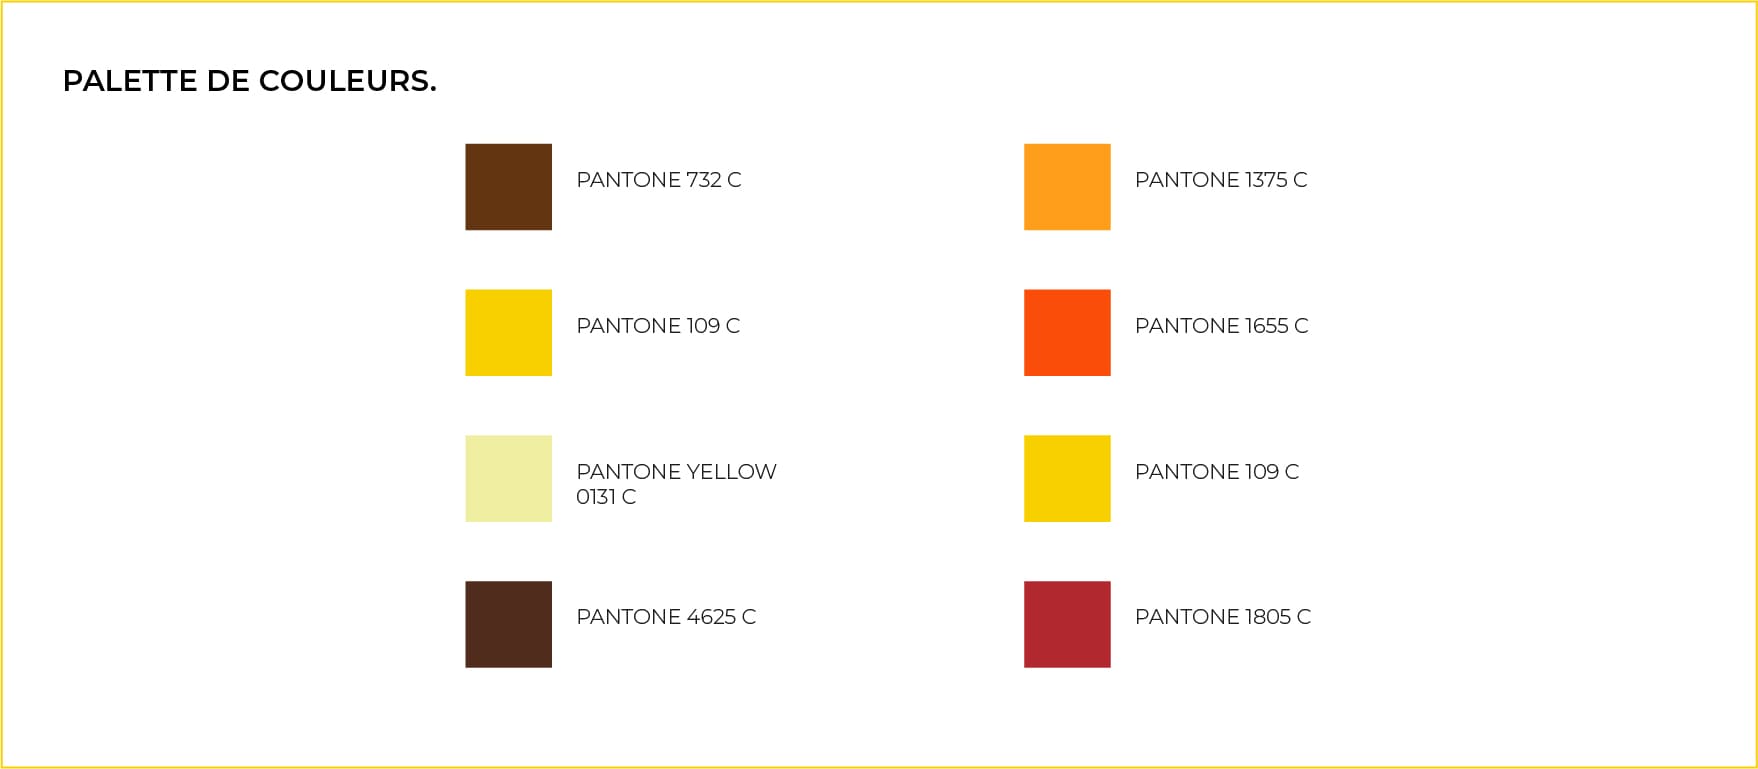 PALETTE DE COULEURS.
PANTONE 732 C
PANTONE 109 C
PANTONE YELLOW
0131 C
PANTONE 4625 C
PANTONE 1375 C
PANTONE 1655 C
PANTONE 109 C
PANTONE 1805 C